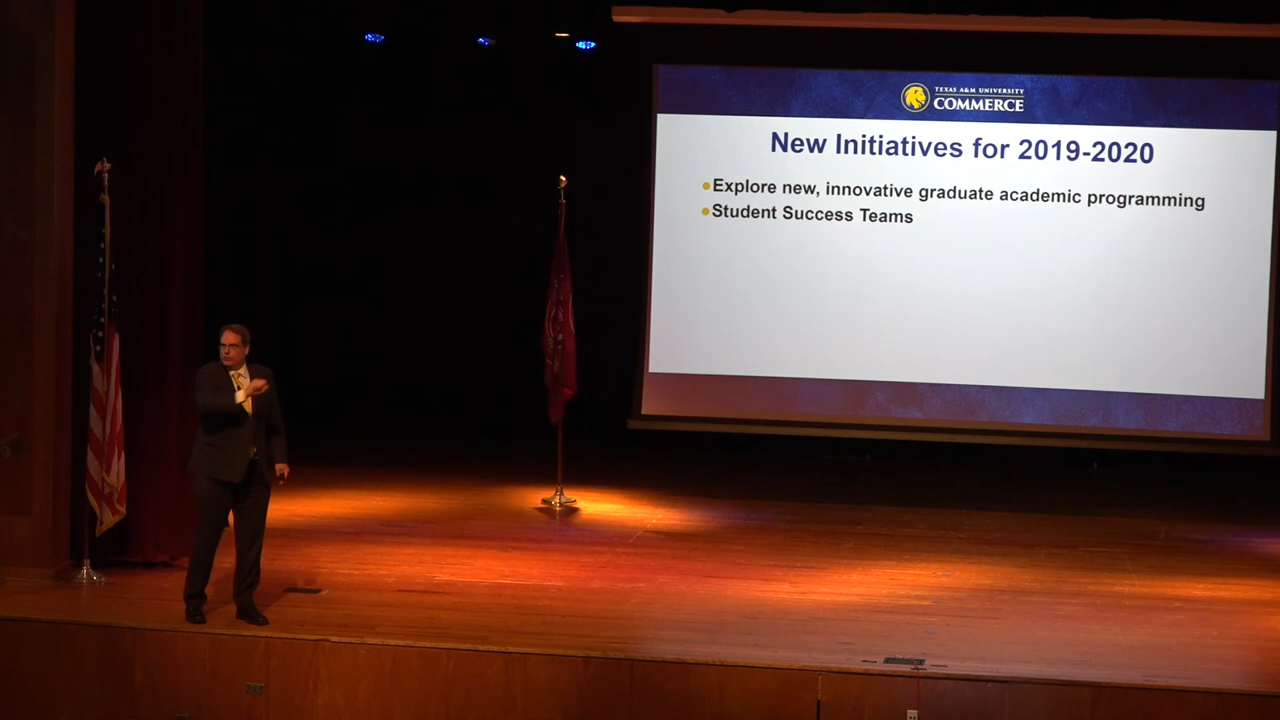 TEXAS A&M UNIVERSITY
COMMERCE
New Initiatives for 2019-2020
Explore new, innovative graduate academic programming
Student Success Teams